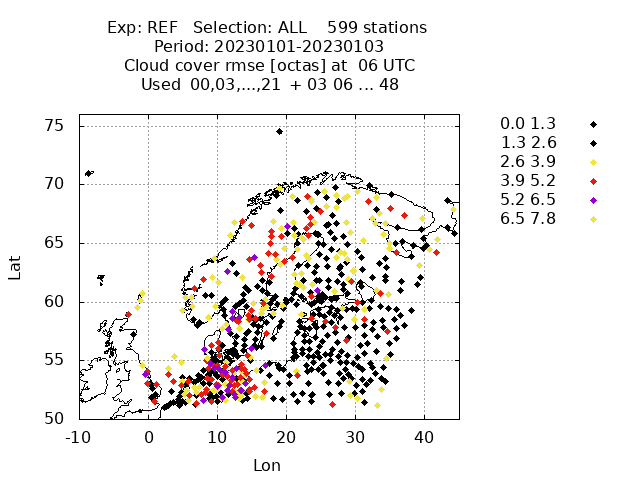 Exp: REF Selection: ALL 599 stations
Period: 20230101-20230103
Cloud cover rmse [octas] at 06 UTC
Used 00,03,...,21 + 03 06 ... 48
0.0 1.3
1.3 2.6
2.6 3.9
3.9 5.2
5.2 6.5
6.5 7.8
75
70
65
60
55
50
Lat
-10 0 10 20 30 40
Lon